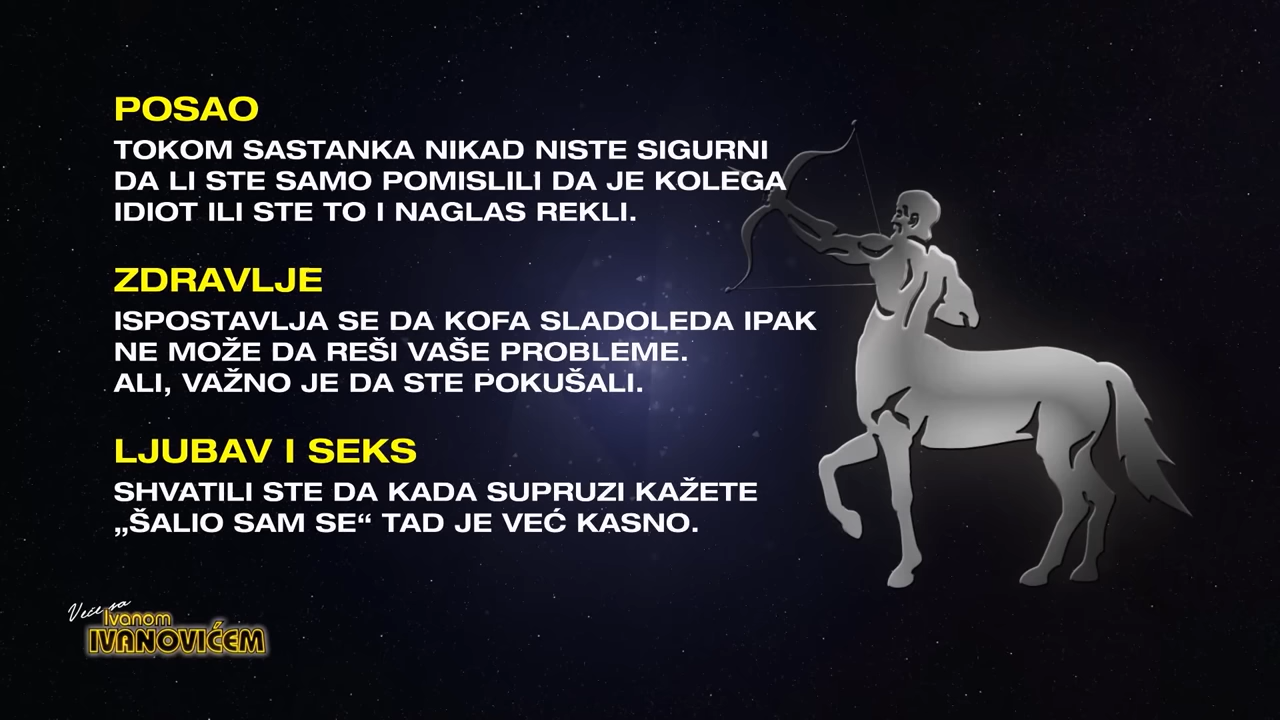 POSAO
TOKOM SASTANKA NIKAD NISTE SIGURNI
DA LI STE SAMO POMISLILI DA JE KOLEGA
IDIOT ILI STE TO I NAGLAS REKLI.
ZDRAVLJE
ISPOSTAVLJA SE DA KOFA SLADOLEDA IPAK
NE MOŽE DA REŠI VAŠE PROBLEME.
ALI, VAŽNO JE DA STE POKUŠALI.
LJUBAV I SEKS
SHVATILI STE DA KADA SUPRUZI KAŽETE
„ŠALIO SAM SE“ TAD JE VEĆ KASNO.
Veče sa
Ivanom
IVANOVIĆEM